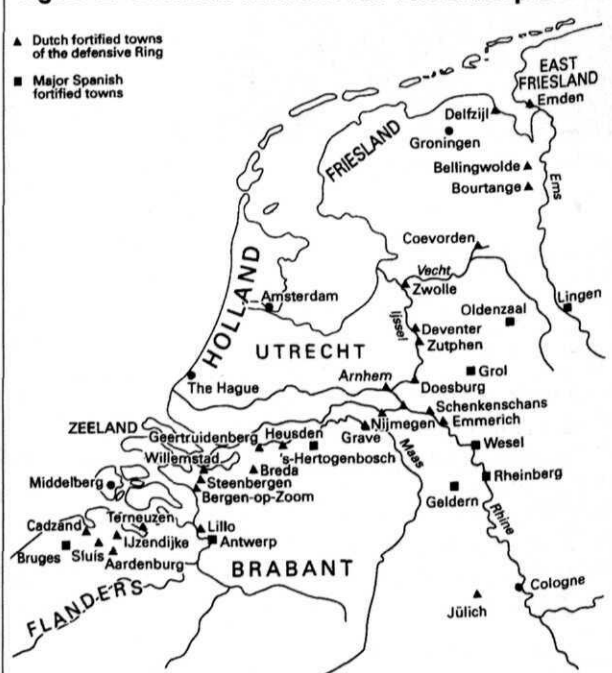 ▲ Dutch fortified towns
of the defensive Ring
■ Major Spanish
fortified towns
EAST
FRIESLAND
Emden
Delfzijl
Groningen
FRIESLAND
Bellingwolde
Bourtange
Ems
Coevorden
Vecht
Zwolle
Lingen
Oldenzaal
Amsterdam
HOLLAND
Ijssel
Deventer
Zutphen
UTRECHT
Grol
The Hague
Arnhem
Doesburg
Schenkenschans
Emmerich
ZEELAND
Geertruidenberg
Heusden
Nijmegen
Grave
Maas
Willemstad
's-Hertogenbosch
Wesel
Breda
Steenbergen
Middelberg
Bergen-op-Zoom
Rheinberg
Geldern
Rhine
Cadzand
Terneuzen
Lillo
IJzendijke
Antwerp
Bruges
Sluis
Aardenburg
BRABANT
FLANDERS
Cologne
Jülich